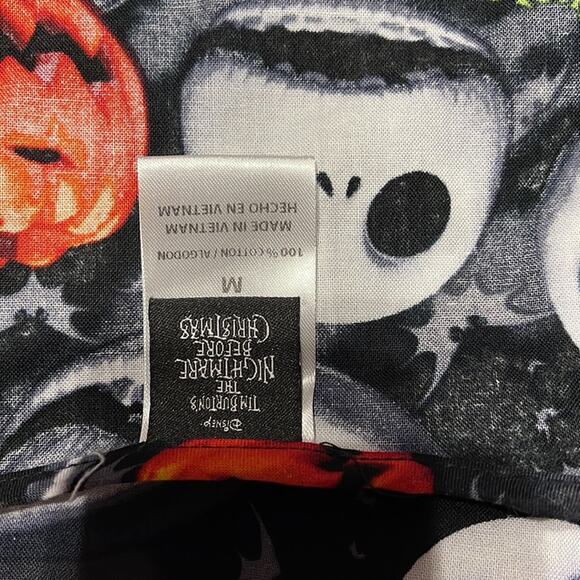 Disney
TIM BURTON'S
THE
NIGHTMARE
BEFORE
CHRISTMAS
M
100% COTTON / ALGODON
MADE IN VIETNAM
HECHO EN VIETNAM